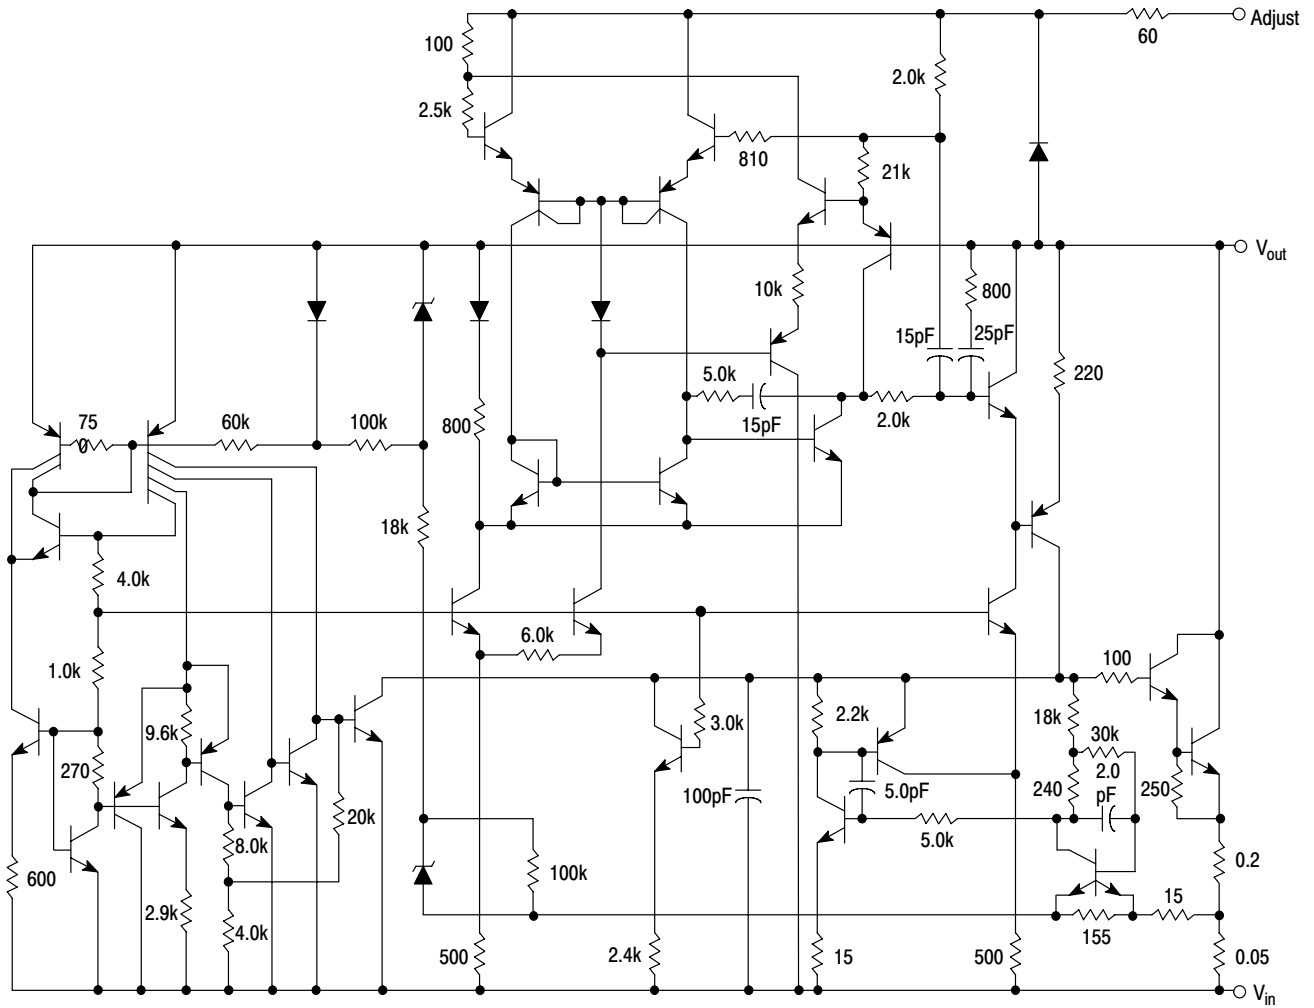 Adjust
60
100
2.0k
2.5k
810
21k
Vout
10k
800
15pF
25pF
220
5.0k
75
0
60k
100k
800
15pF
2.0k
18k
4.0k
6.0k
1.0k
100
3.0k
2.2k
18k
30k
9.6k
270
2.0
pF
240
250
100pF
5.0pF
20k
8.0k
5.0k
600
100k
0.2
15
2.9k
4.0k
155
500
2.4k
15
500
0.05
Vin